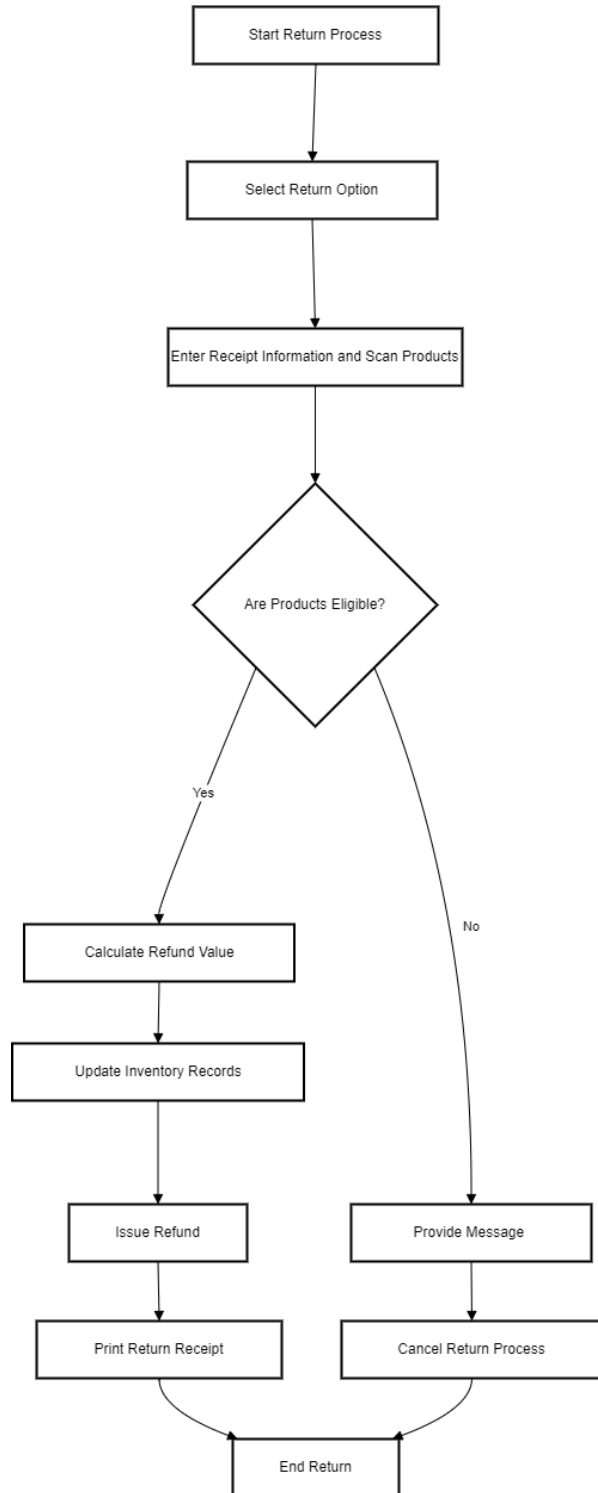 Start Return Process
Select Return Option
Enter Receipt Information and Scan Products
Are Products Eligible?
Yes
No
Calculate Refund Value
Update Inventory Records
Issue Refund
Provide Message
Print Return Receipt
Cancel Return Process
End Return